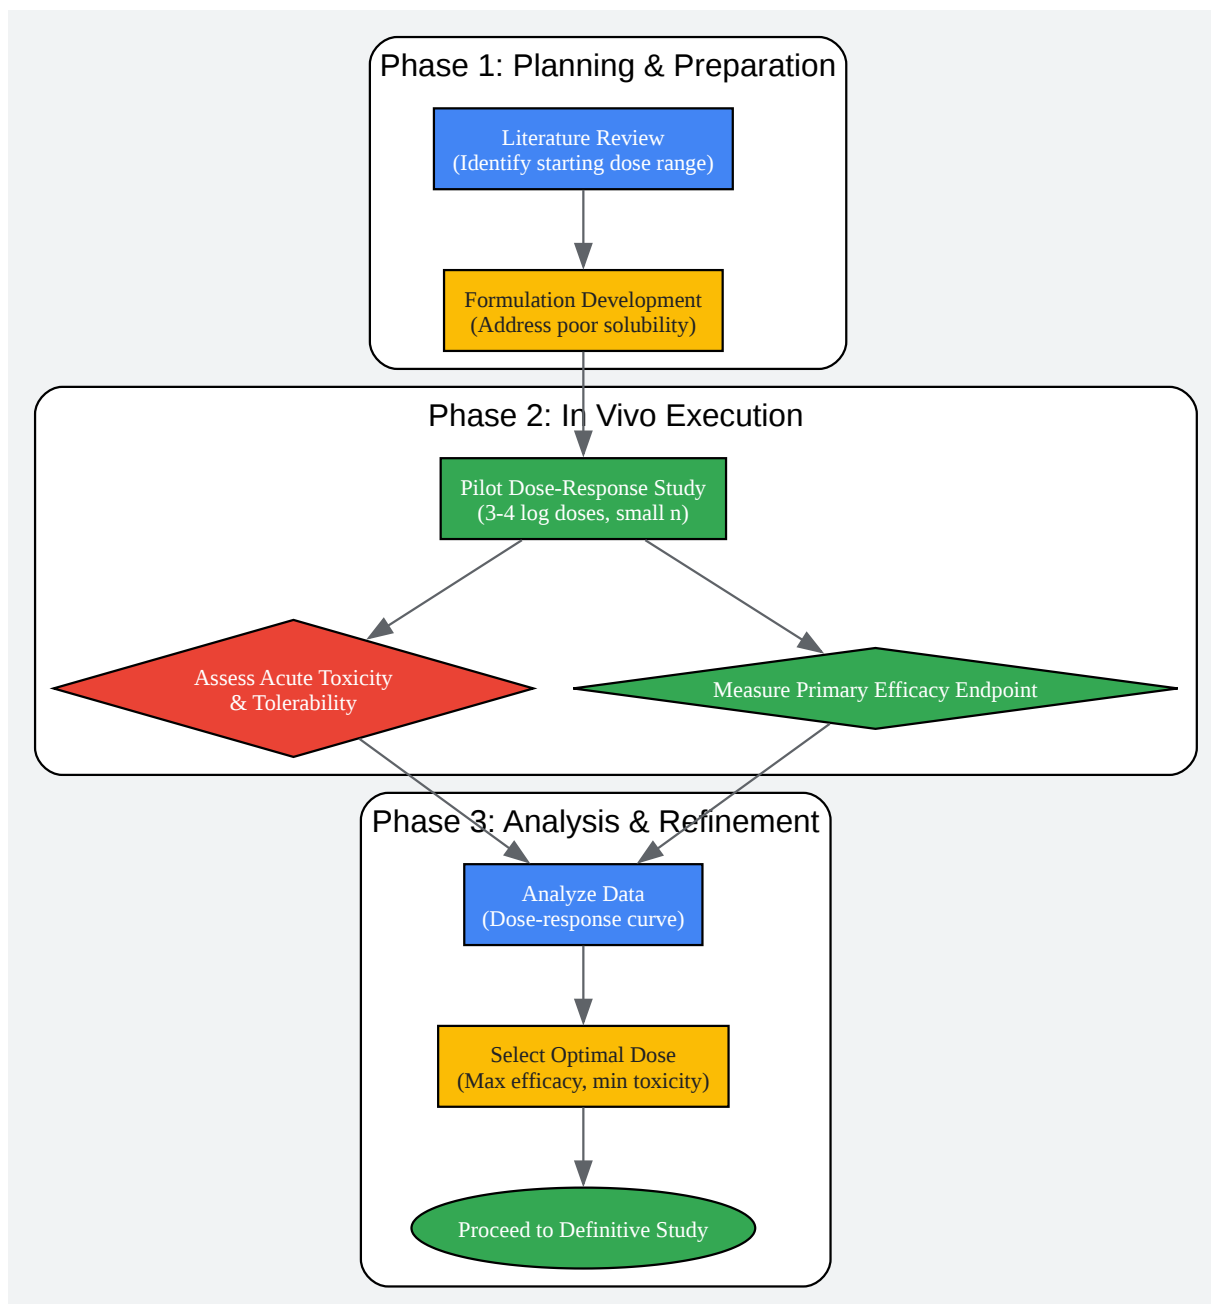 Phase 1: Planning & Preparation
Literature Review
(Identify starting dose range)
Formulation Development
(Address poor solubility)
Phase 2: In Vivo Execution
Pilot Dose-Response Study
(3-4 log doses, small n)
Assess Acute Toxicity
& Tolerability
Measure Primary Efficacy Endpoint
Phase 3: Analysis & Refinement
Analyze Data
(Dose-response curve)
Select Optimal Dose
(Max efficacy, min toxicity)
Proceed to Definitive Study